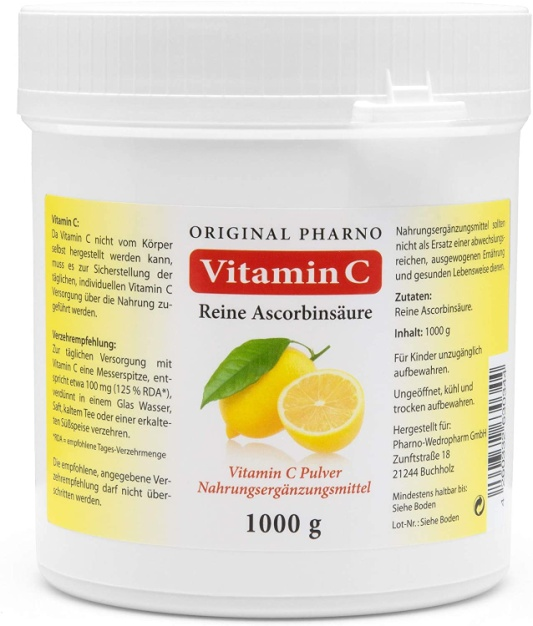 Vitamin C:
Da Vitamin C nicht vom Körper
selbst hergestellt werden kann,
muss es zur Sicherstellung der
täglichen, individuellen Vitamin C
Versorgung über die Nahrung zu-
geführt werden.
Verzehrempfehlung:
Zur täglichen Versorgung mit
Vitamin C eine Messerspitze, ent-
spricht etwa 100 mg (125 % RDA*),
verdünnt in einem Glas Wasser,
Saft, kaltem Tee oder einer erkalte-
ten Süßspeise verzehren.
*RDA = empfohlene Tages-Verzehrmenge
Die empfohlene, angegebene Ver-
zehrempfehlung darf nicht über-
schritten werden.
ORIGINAL PHARNO
Vitamin C
Reine Ascorbinsäure
Vitamin C Pulver
Nahrungsergänzungsmittel
1000 g
Nahrungsergänzungsmittel sollten
nicht als Ersatz einer abwechslungs-
reichen, ausgewogenen Ernährung
und gesunden Lebensweise dienen.
Zutaten:
Reine Ascorbinsäure.
Inhalt: 1000 g
Für Kinder unzugänglich
aufbewahren.
Ungeöffnet, kühl und
trocken aufbewahren.
Hergestellt für:
Pharno-Wedropharm GmbH
Zunftstraße 18
21244 Buchholz
Mindestens haltbar bis:
Siehe Boden
Lot-Nr.: Siehe Boden